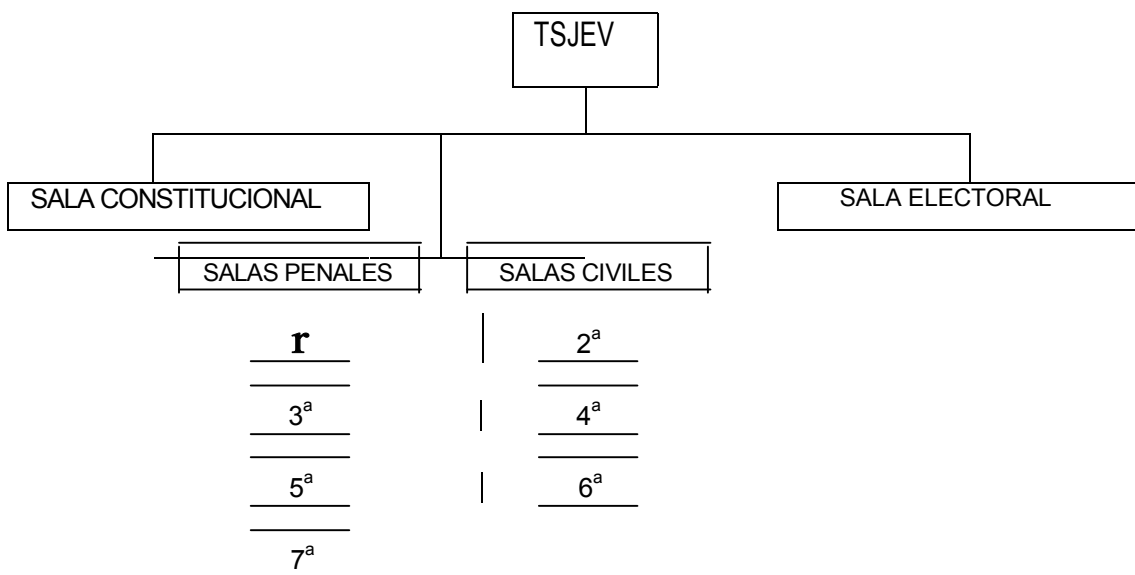 TSJEV
SALA CONSTITUCIONAL
SALA ELECTORAL
SALAS PENALES
SALAS CIVILES
r
2ª
3ª
4ª
5ª
6ª
7ª